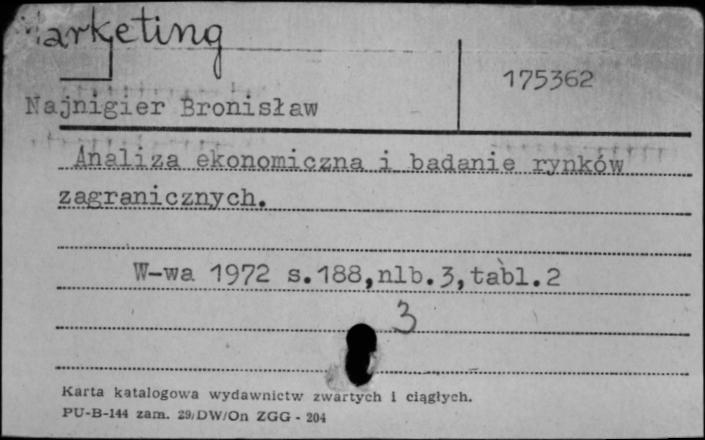 Marketing
175362
Najnigier Bronisław
Analiza ekonomiczna i badanie rynków
zagranicznych.
W-wa 1972 s.188,nlb.3,tabl.2
3
Karta katalogowa wydawnictw zwartych i ciągłych.
PU-B-144 zam. 29/DW/On ZGG - 204